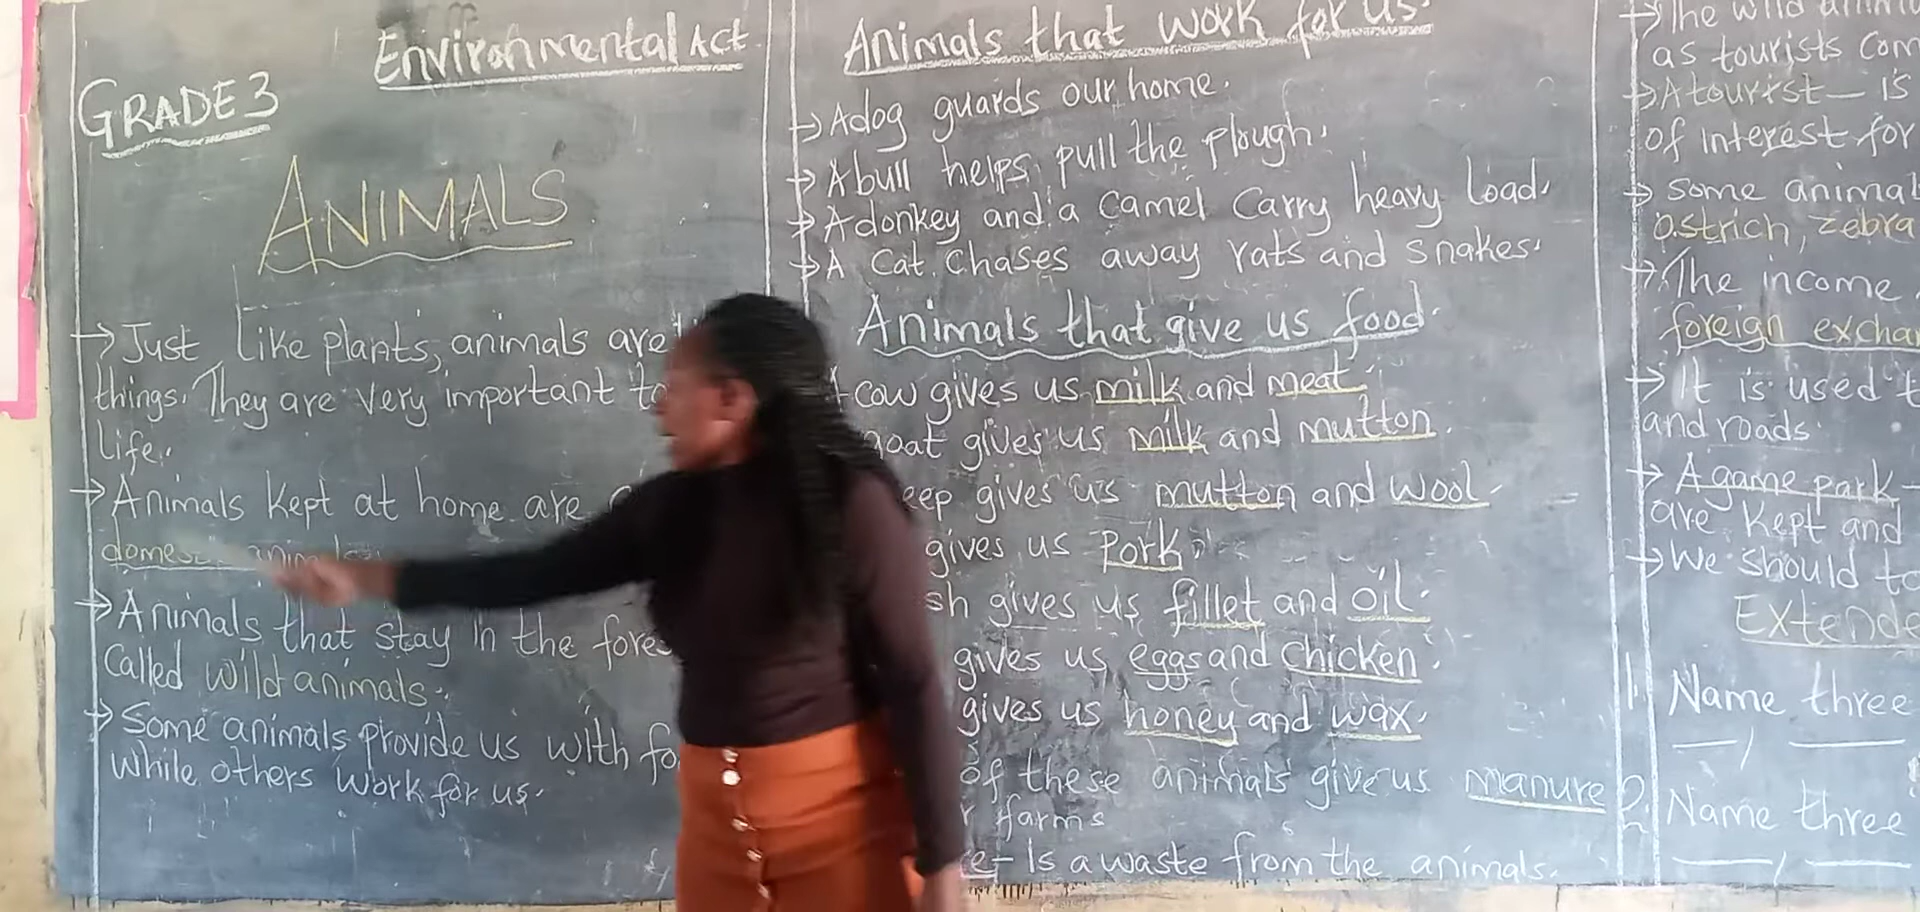 GRADE 3
Environmental Act.
ANIMALS
→ Just like plants, animals are
things. They are very important to
life.
→ Animals kept at home are
animals
→ Animals that stay in the
called wild animals.
→ Some animals provide us with
while others work for us.
Animals that work for us.
→ A dog guards our home.
→ A bull helps pull the plough.
→ A donkey and a camel carry heavy load.
→ A cat chases away rats and snakes.
Animals that give us food.
cow gives us milk and meat.
gives us milk and mutton.
gives us mutton and wool.
gives us pork.
gives us fillet and oil.
gives us eggs and chicken.
gives us honey and wax.
of these animals give us manure
farms
Is a waste from the animals.
→ The wild
as tourists
→ A tourist - is
of interest for
→ Some
ostrich, zebra
→ The income
foreign
→ It is used
and roads.
→ A game park -
are kept and
→ We should
1. Name three
2. Name three